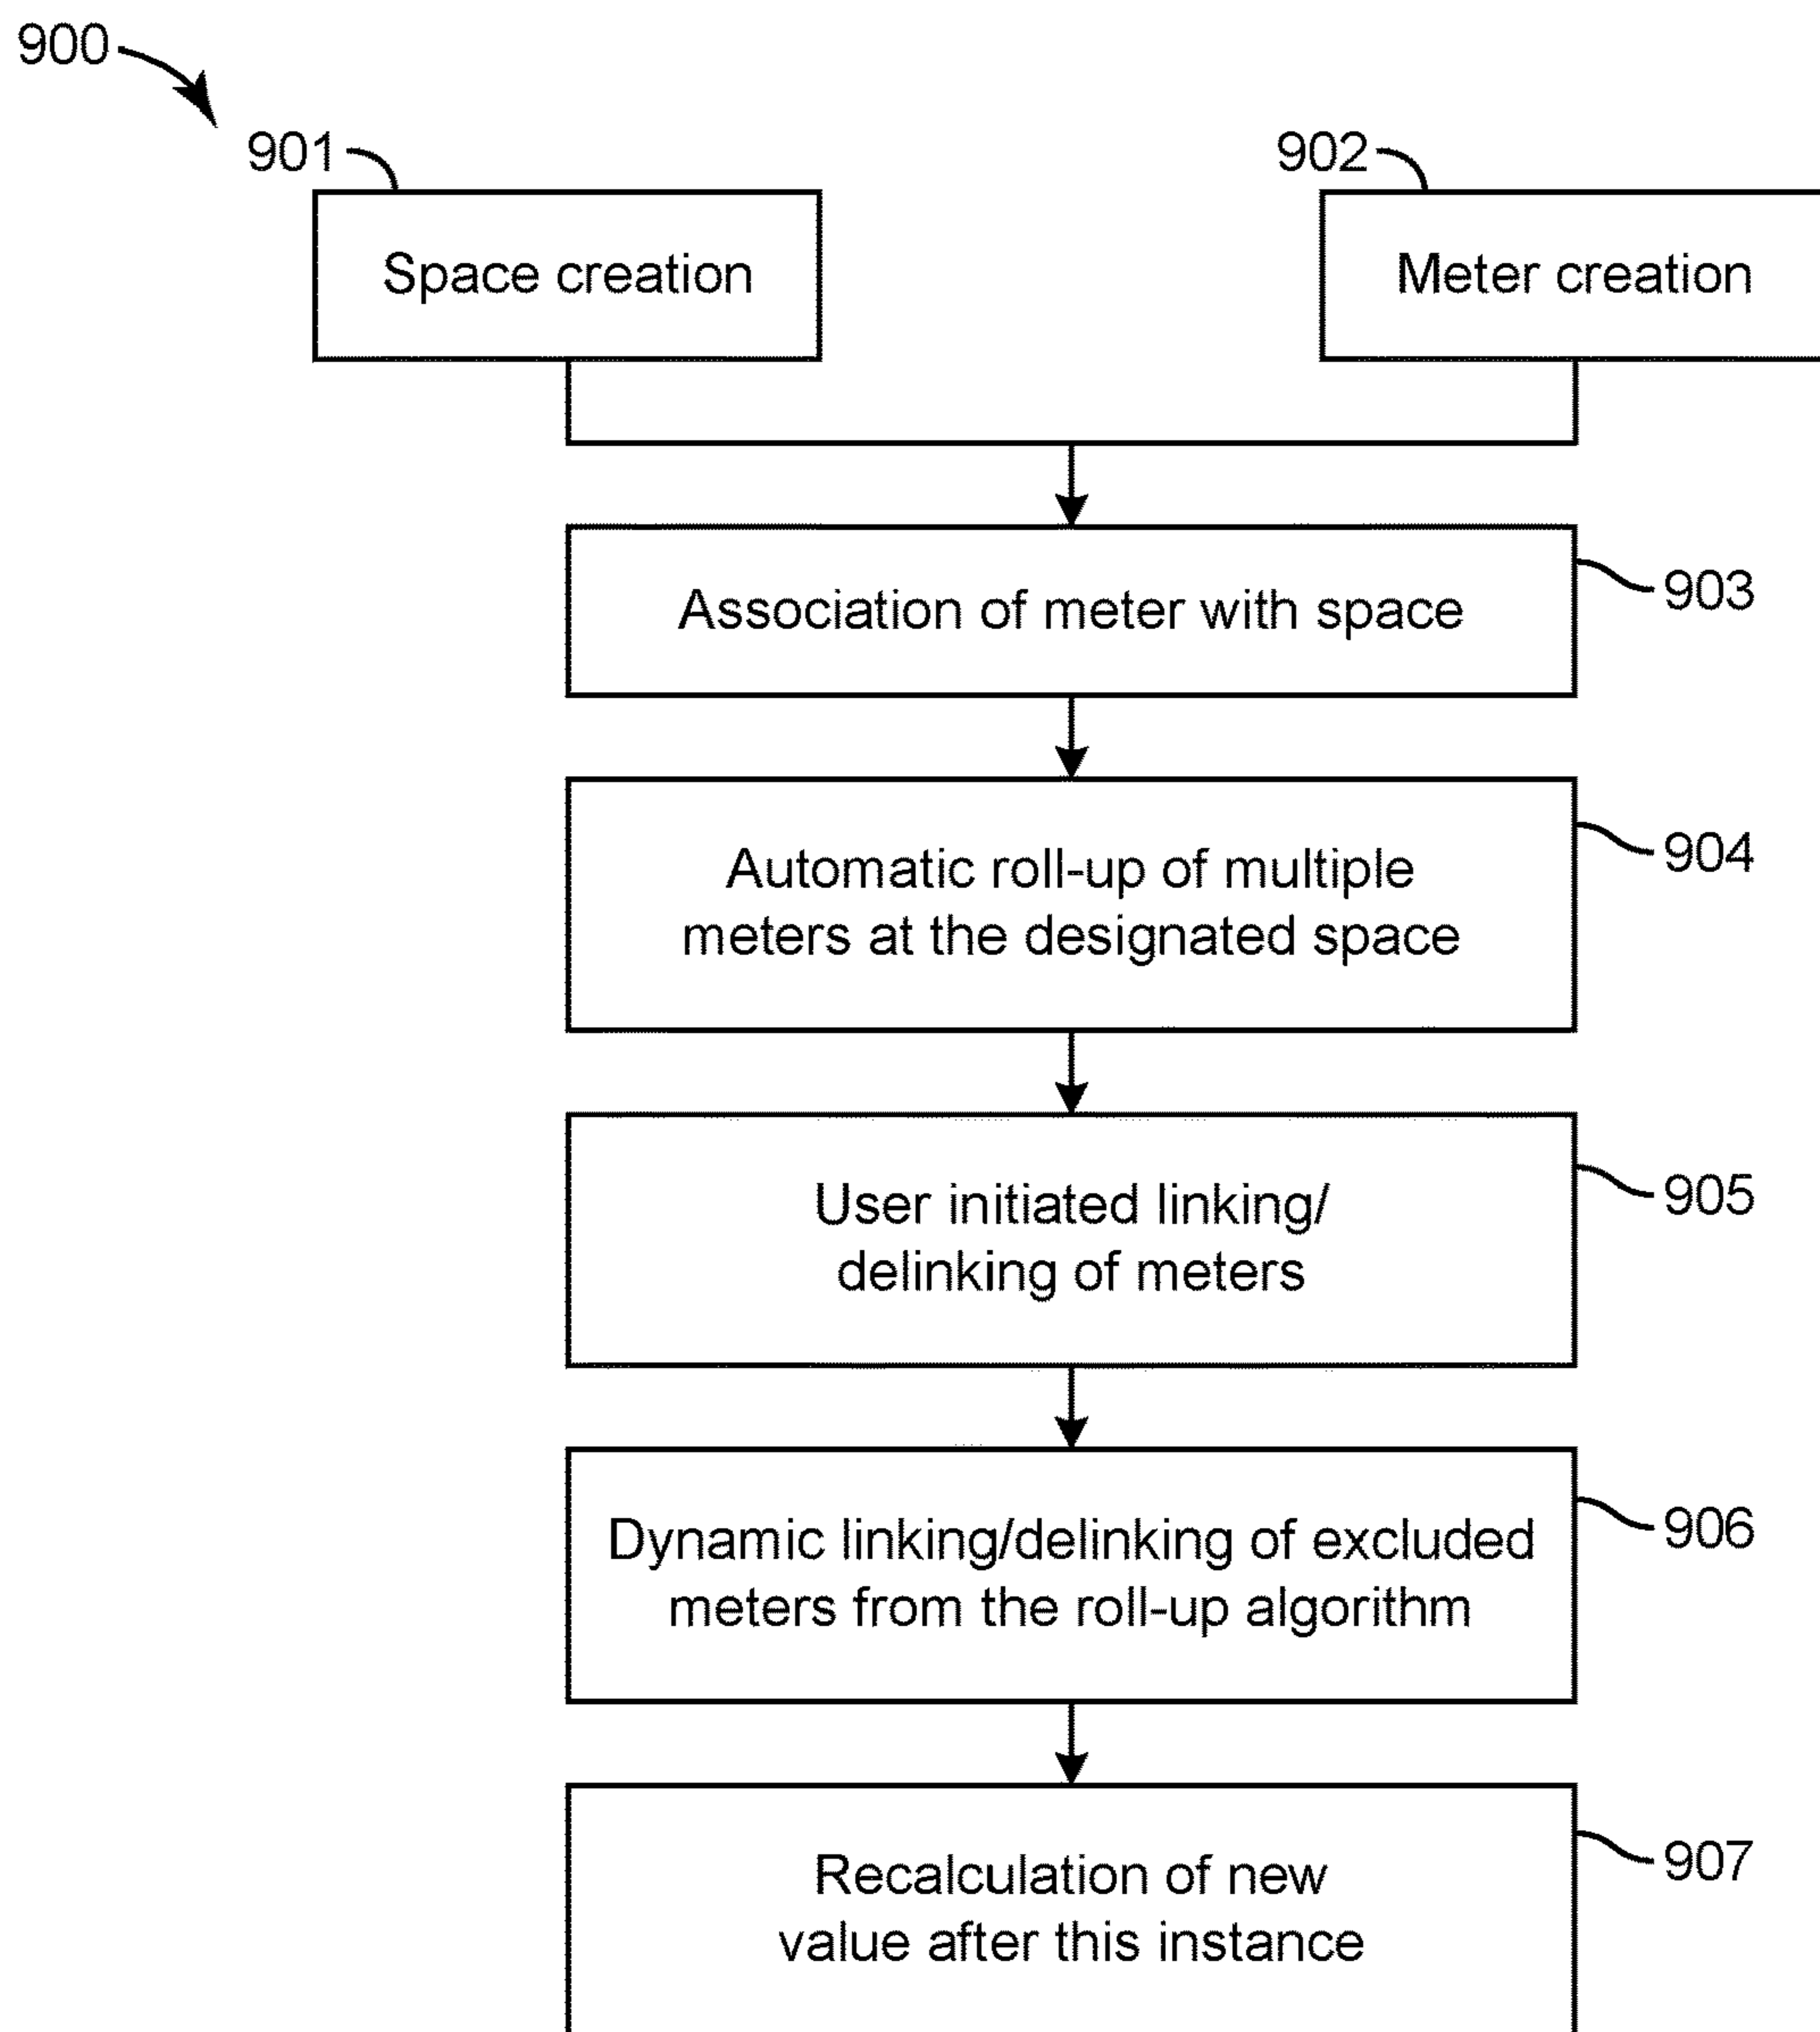 900
901
902
Space creation
Meter creation
Association of meter with space
903
Automatic roll-up of multiple
meters at the designated space
904
User initiated linking/
delinking of meters
905
Dynamic linking/delinking of excluded
meters from the roll-up algorithm
906
Recalculation of new
value after this instance
907